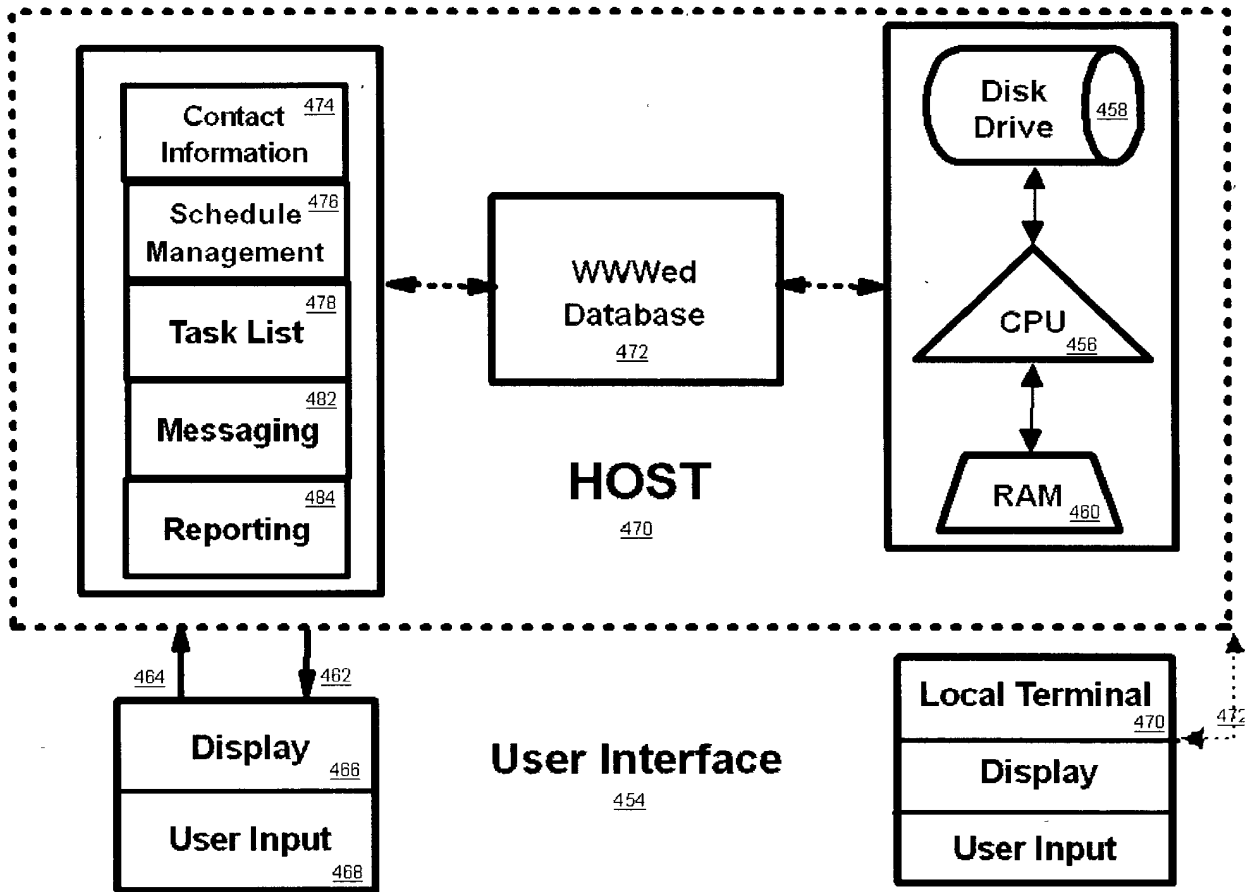 Contact
Information
474
Schedule
Management
476
Task List
478
Messaging
482
Reporting
484
WWWed
Database
472
HOST
470
Disk
Drive
458
CPU
456
RAM
460
464
462
Display
466
User Input
468
User Interface
454
Local Terminal
470
472
Display
User Input